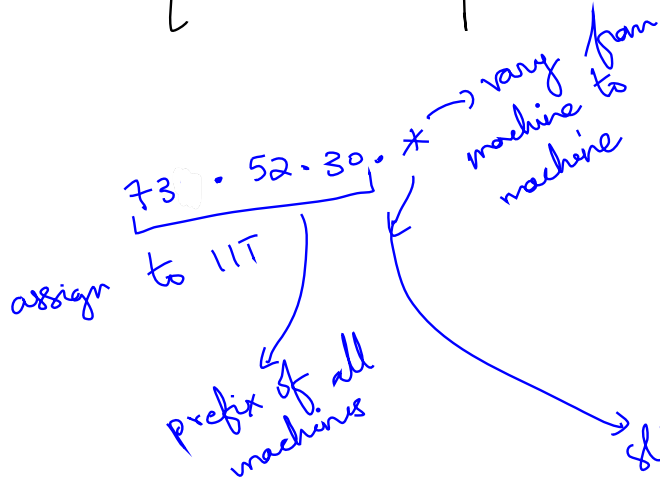 vary from
machine to
machine
73 . 52.30. *
assign to IIT
prefix of all
machines